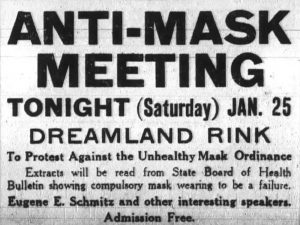 ANTI-MASK
MEETING
TONIGHT (Saturday) JAN. 25
DREAMLAND RINK
To Protest Against the Unhealthy Mask Ordinance
Extracts will be read from State Board of Health
Bulletin showing compulsory mask wearing to be a failure.
Eugene E. Schmitz and other interesting speakers.
Admission Free.